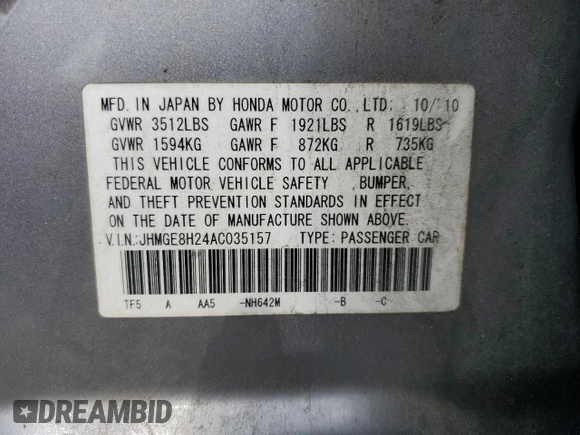 MFD. IN JAPAN BY HONDA MOTOR CO., LTD: 10/10
GVWR 3512LBS GAWR F 1921LBS R 1619LBS
GVWR 1594KG GAWR F 872KG R 735KG
THIS VEHICLE CONFORMS TO ALL APPLICABLE
FEDERAL MOTOR VEHICLE SAFETY , BUMPER,
AND THEFT PREVENTION STANDARDS IN EFFECT
ON THE DATE OF MANUFACTURE SHOWN ABOVE.
V.I.N.:JHMGE8H24AC035157 TYPE: PASSENGER CAR
TF5 A AA5 -NH642M -B -C
DREAMBID